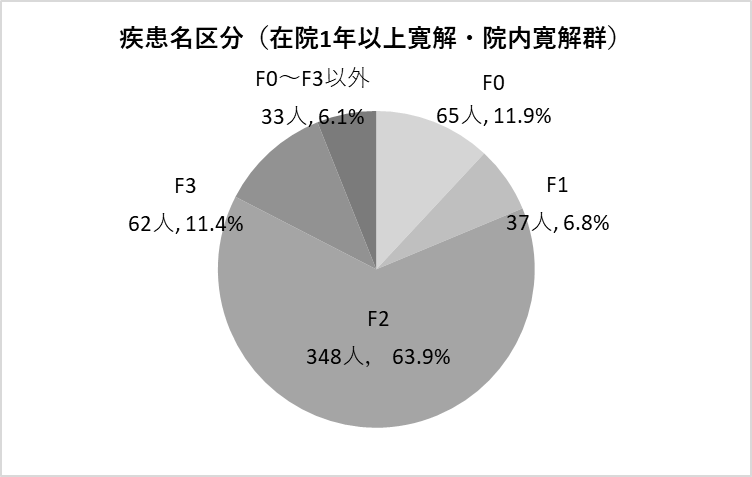 疾患名区分（在院1年以上寛解・院内寛解群）
F0～F3以外
33人, 6.1%
F0
65人, 11.9%
F3
62人, 11.4%
F1
37人, 6.8%
F2
348人,　63.9%